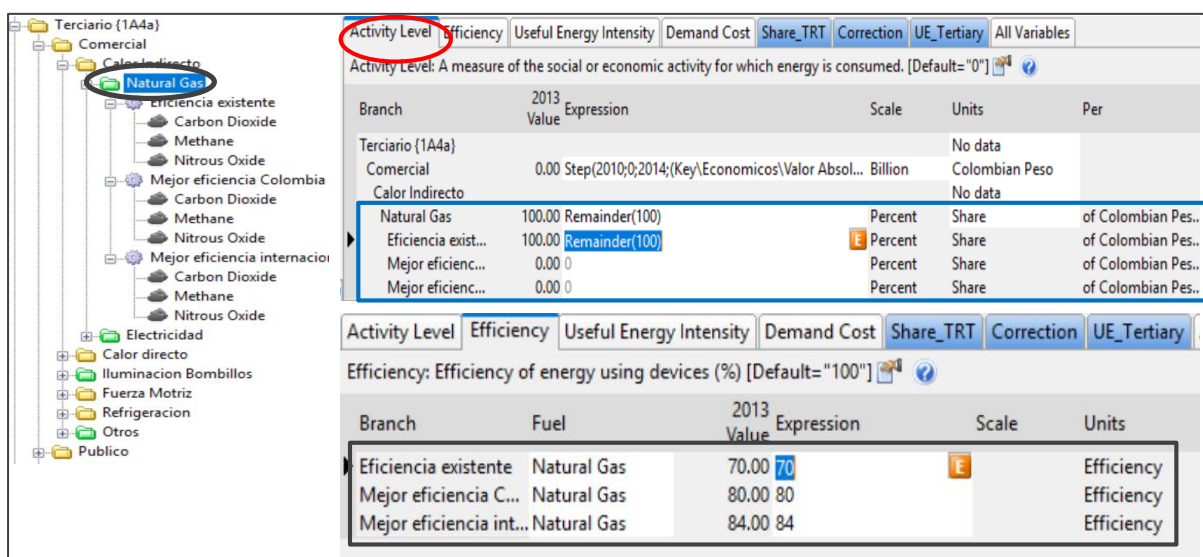 Terciario {1A4a}
Comercial
Calor Indirecto
Natural Gas
Eficiencia existente
Carbon Dioxide
Methane
Nitrous Oxide
Mejor eficiencia Colombia
Carbon Dioxide
Methane
Nitrous Oxide
Mejor eficiencia internacion
Carbon Dioxide
Methane
Nitrous Oxide
Electricidad
Calor directo
Iluminacion Bombillos
Fuerza Motriz
Refrigeracion
Otros
Publico
Activity Level Efficiency Useful Energy Intensity Demand Cost Share_TRT Correction UE_Tertiary All Variables
Activity Level: A measure of the social or economic activity for which energy is consumed. [Default="0"]
Branch 2013 Value Expression Scale Units Per
Terciario {1A4a} No data
Comercial 0.00 Step(2010;0;2014;(Key\Economicos\Valor Absol... Billion Colombian Peso
Calor Indirecto No data
Natural Gas 100.00 Remainder(100) Percent Share of Colombian Pes..
Eficiencia exist... 100.00 Remainder(100) E Percent Share of Colombian Pes..
Mejor eficienc... 0.00 0 Percent Share of Colombian Pes..
Mejor eficienc... 0.00 0 Percent Share of Colombian Pes..
Activity Level Efficiency Useful Energy Intensity Demand Cost Share_TRT Correction UE_Tertiary
Efficiency: Efficiency of energy using devices (%) [Default="100"]
Branch Fuel 2013 Value Expression Scale Units
Eficiencia existente Natural Gas 70.00 70 E Efficiency
Mejor eficiencia C... Natural Gas 80.00 80 Efficiency
Mejor eficiencia int... Natural Gas 84.00 84 Efficiency